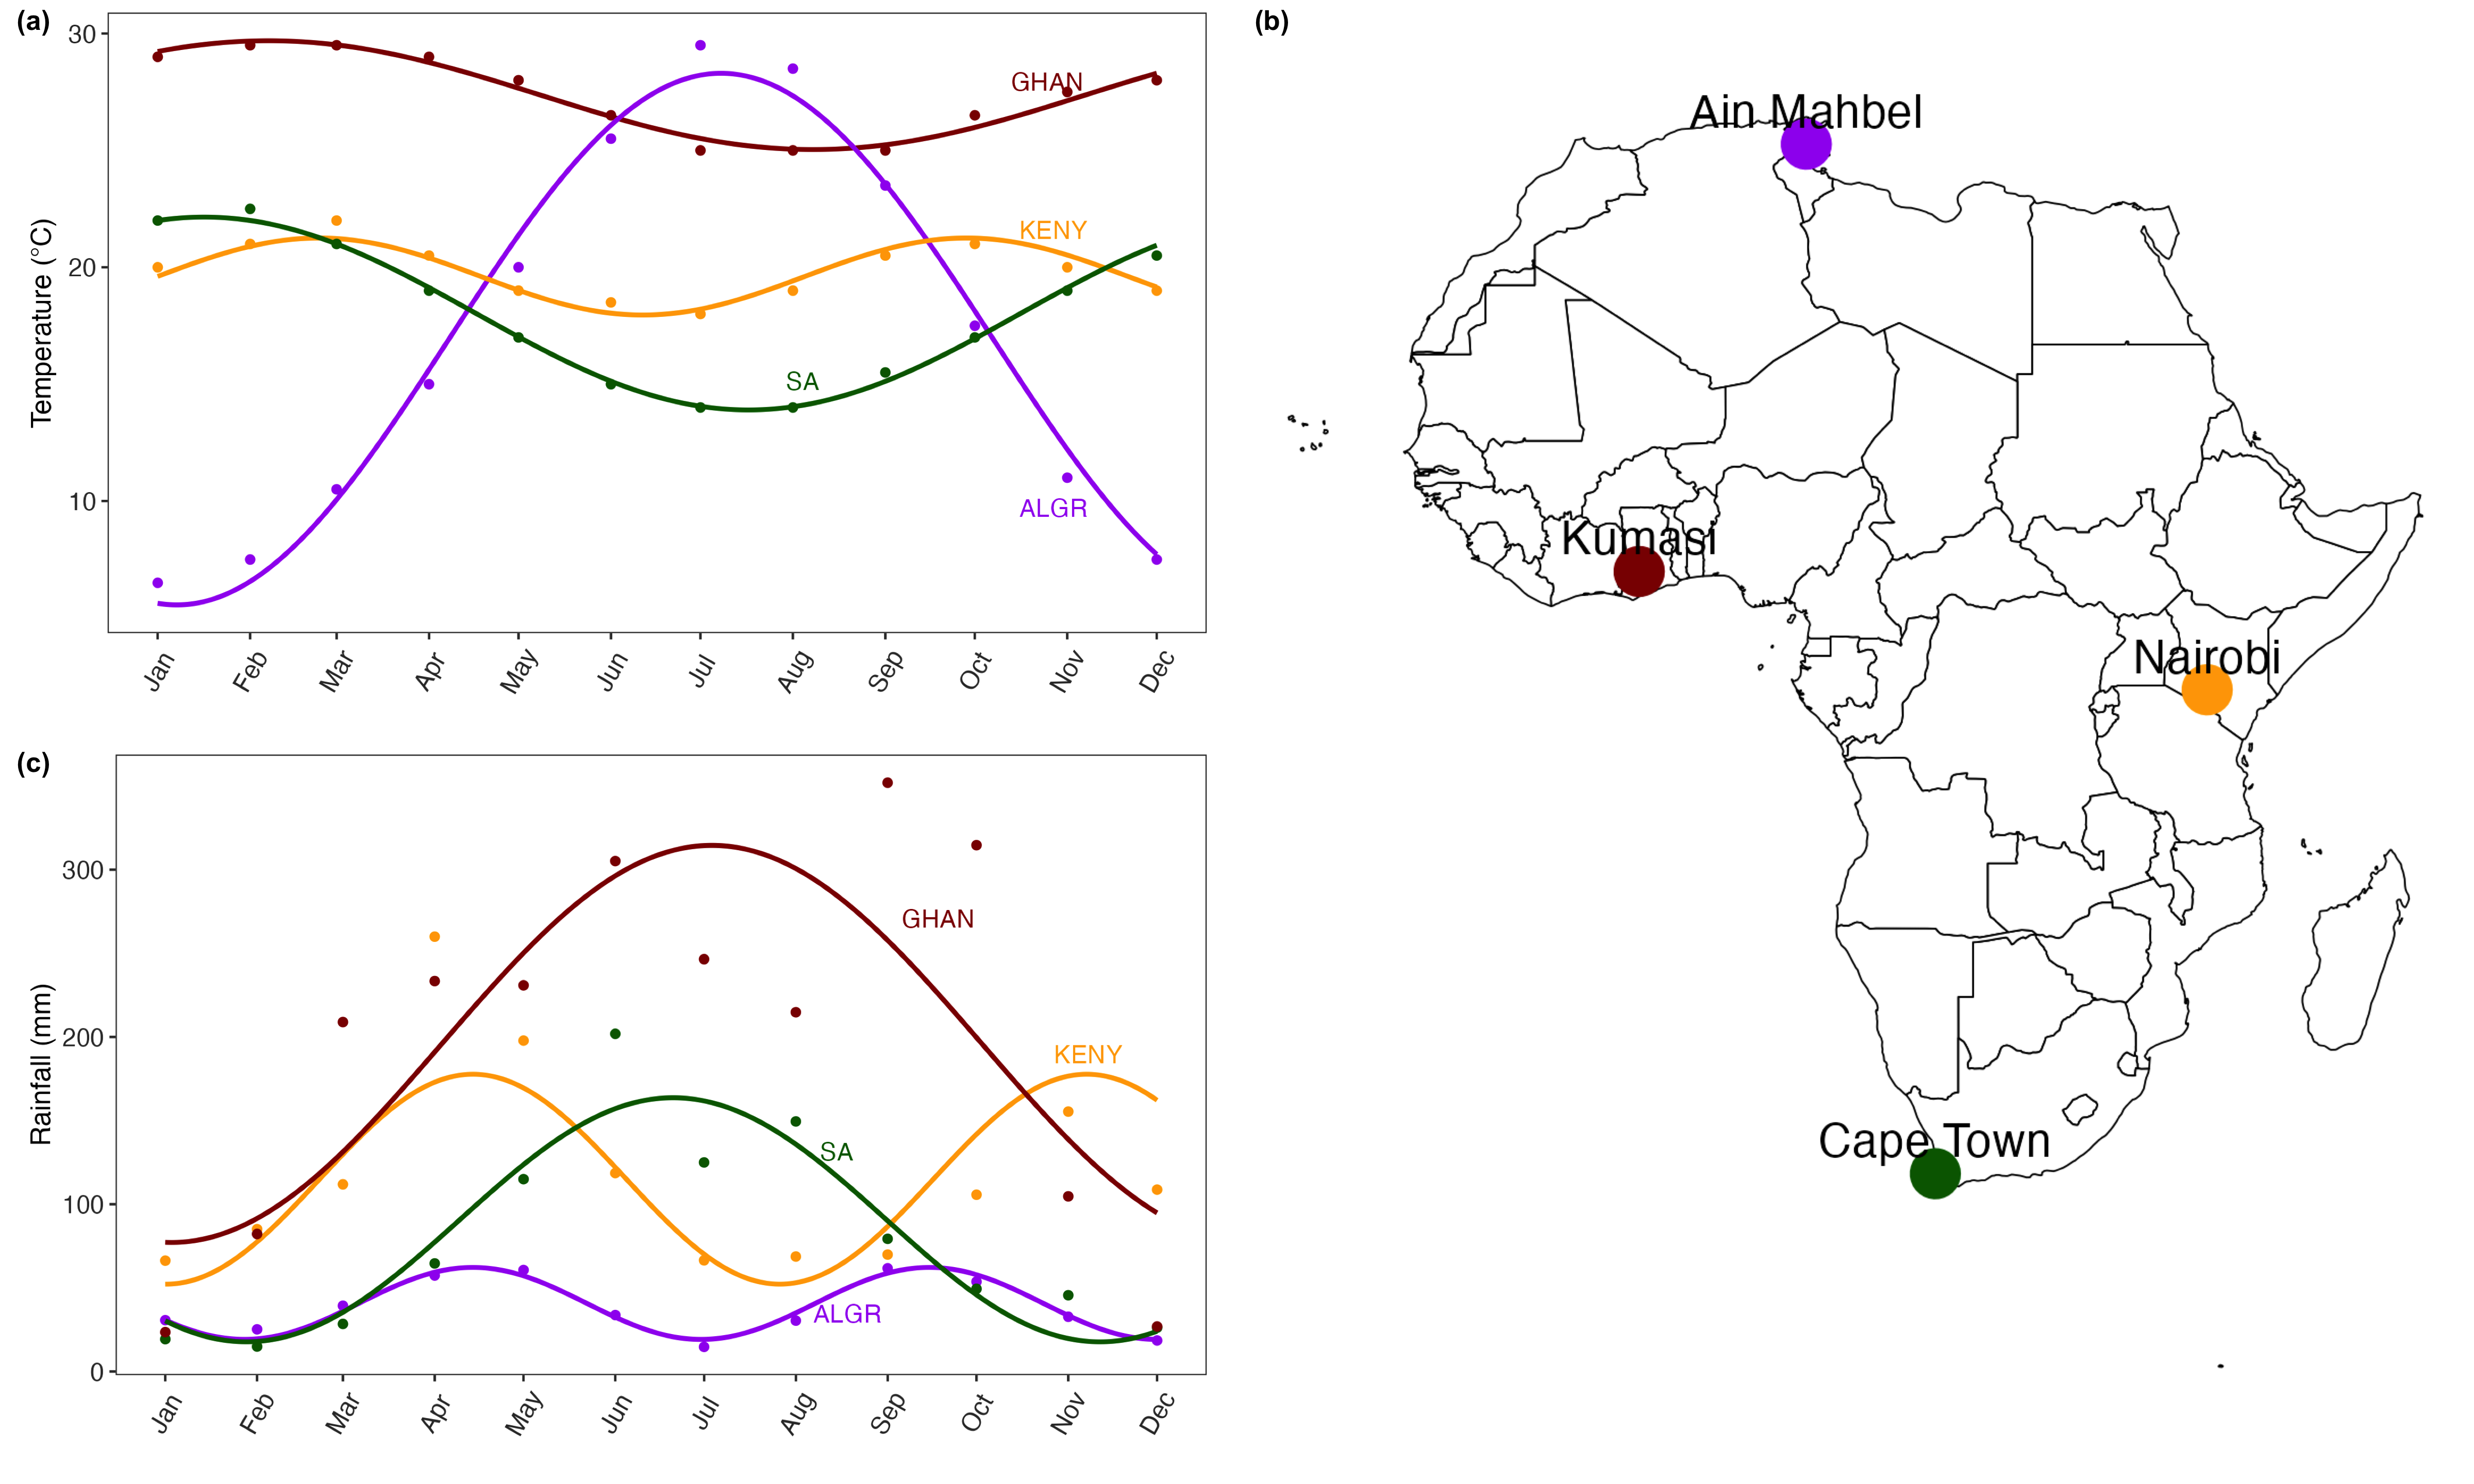 (a)
30
20
10
Temperature (°C)
GHAN
KENY
SA
ALGR
Jan
Feb
Mar
Apr
May
Jun
Jul
Aug
Sep
Oct
Nov
Dec
(b)
Ain Mahbel
Kumasi
Nairobi
Cape Town
(c)
300
200
100
0
Rainfall (mm)
GHAN
KENY
SA
ALGR
Jan
Feb
Mar
Apr
May
Jun
Jul
Aug
Sep
Oct
Nov
Dec